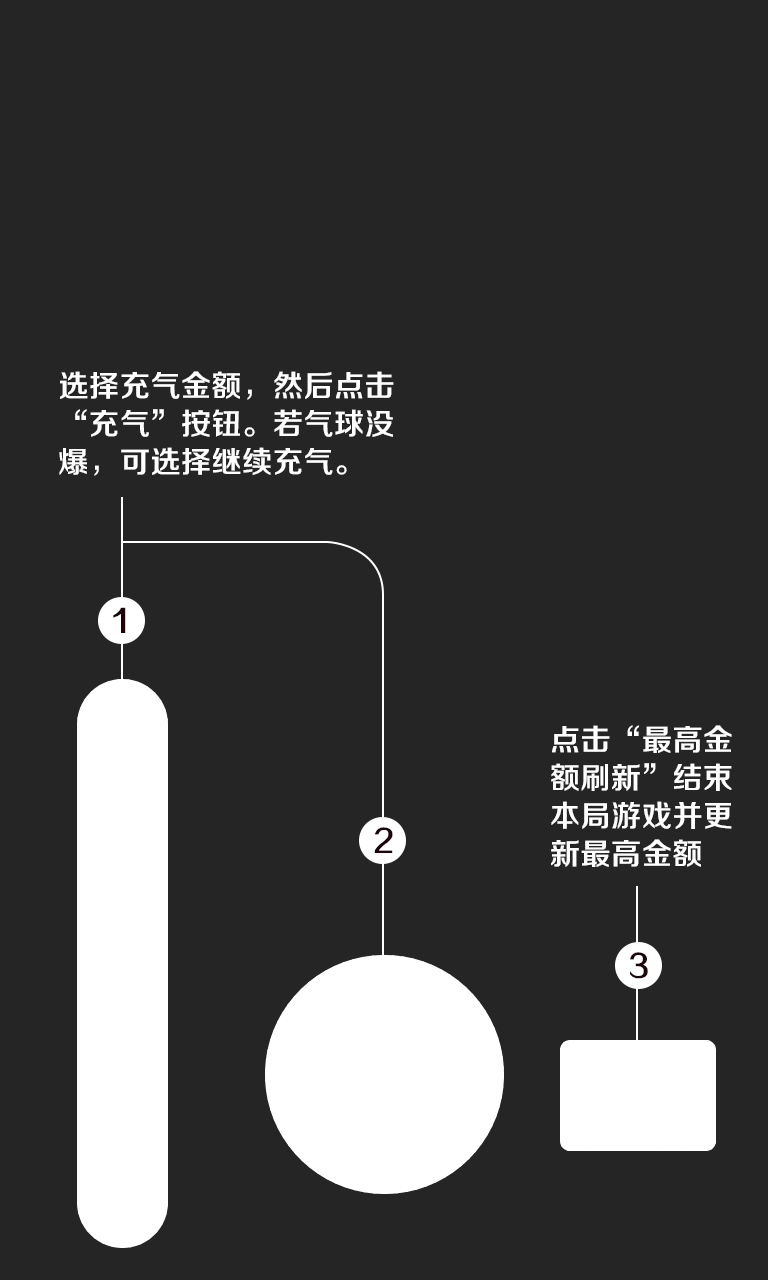 选择充气金额，然后点击
“充气”按钮。若气球没
爆，可选择继续充气。
1
2
点击“最高金
额刷新”结束
本局游戏并更
新最高金额
3